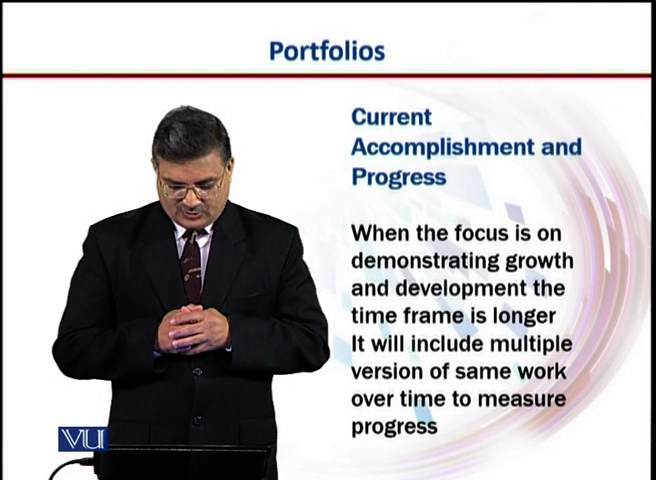 Portfolios
Current
Accomplishment and
Progress
When the focus is on
demonstrating growth
and development the
time frame is longer
It will include multiple
version of same work
over time to measure
progress
VU